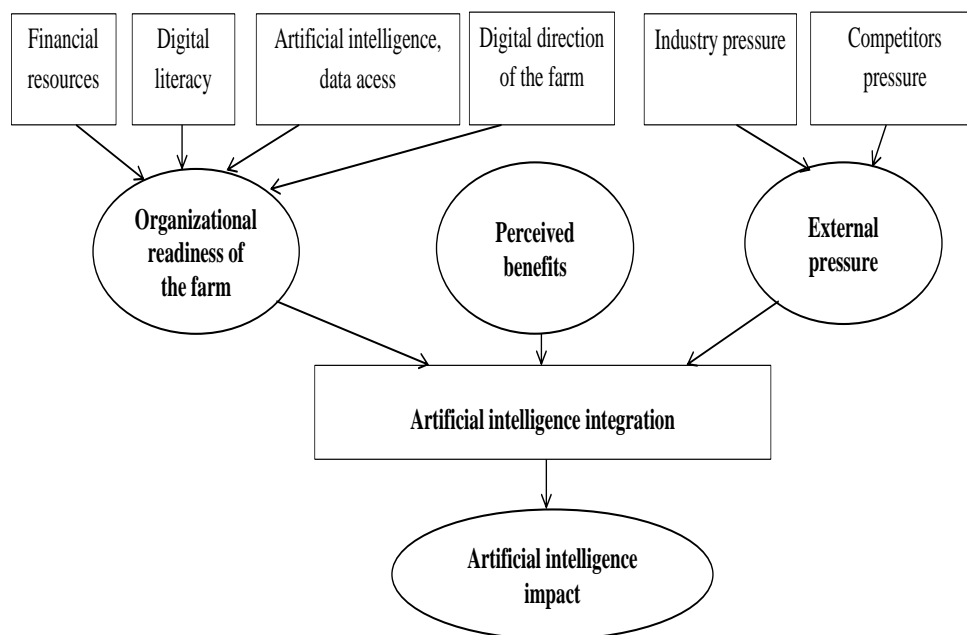 Financial
resources
Digital
literacy
Artificial intelligence,
data acess
Digital direction
of the farm
Industry pressure
Competitors
pressure
Organizational
readiness of
the farm
Perceived
benefits
External
pressure
Artificial intelligence integration
Artificial intelligence
impact